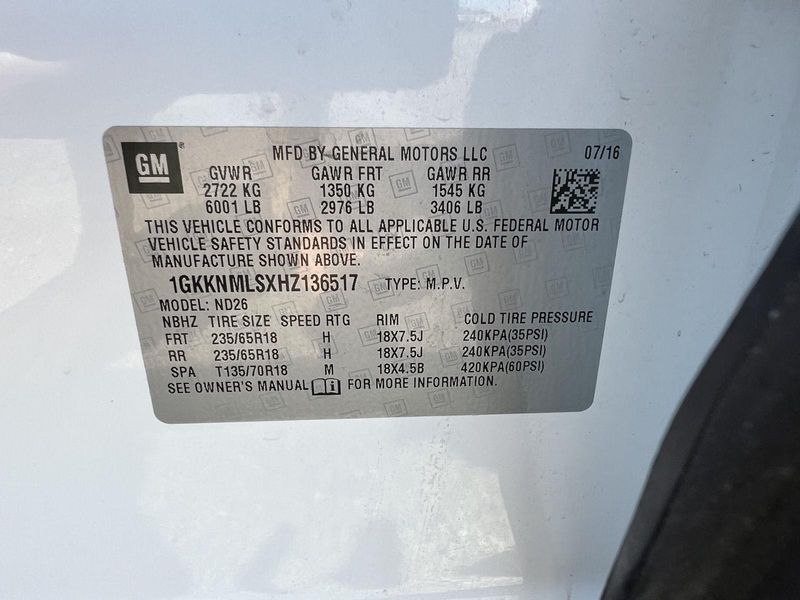 GM MFD BY GENERAL MOTORS LLC 07/16
GVWR GAWR FRT GAWR RR
2722 KG 1350 KG 1545 KG
6001 LB 2976 LB 3406 LB
THIS VEHICLE CONFORMS TO ALL APPLICABLE U.S. FEDERAL MOTOR
VEHICLE SAFETY STANDARDS IN EFFECT ON THE DATE OF
MANUFACTURE SHOWN ABOVE.
1GKKNMLSXHZ136517 TYPE: M.P.V.
MODEL: ND26
NBHZ TIRE SIZE SPEED RTG RIM COLD TIRE PRESSURE
FRT 235/65R18 H 18X7.5J 240KPA(35PSI)
RR 235/65R18 H 18X7.5J 240KPA(35PSI)
SPA T135/70R18 M 18X4.5B 420KPA(60PSI)
SEE OWNER'S MANUAL FOR MORE INFORMATION.